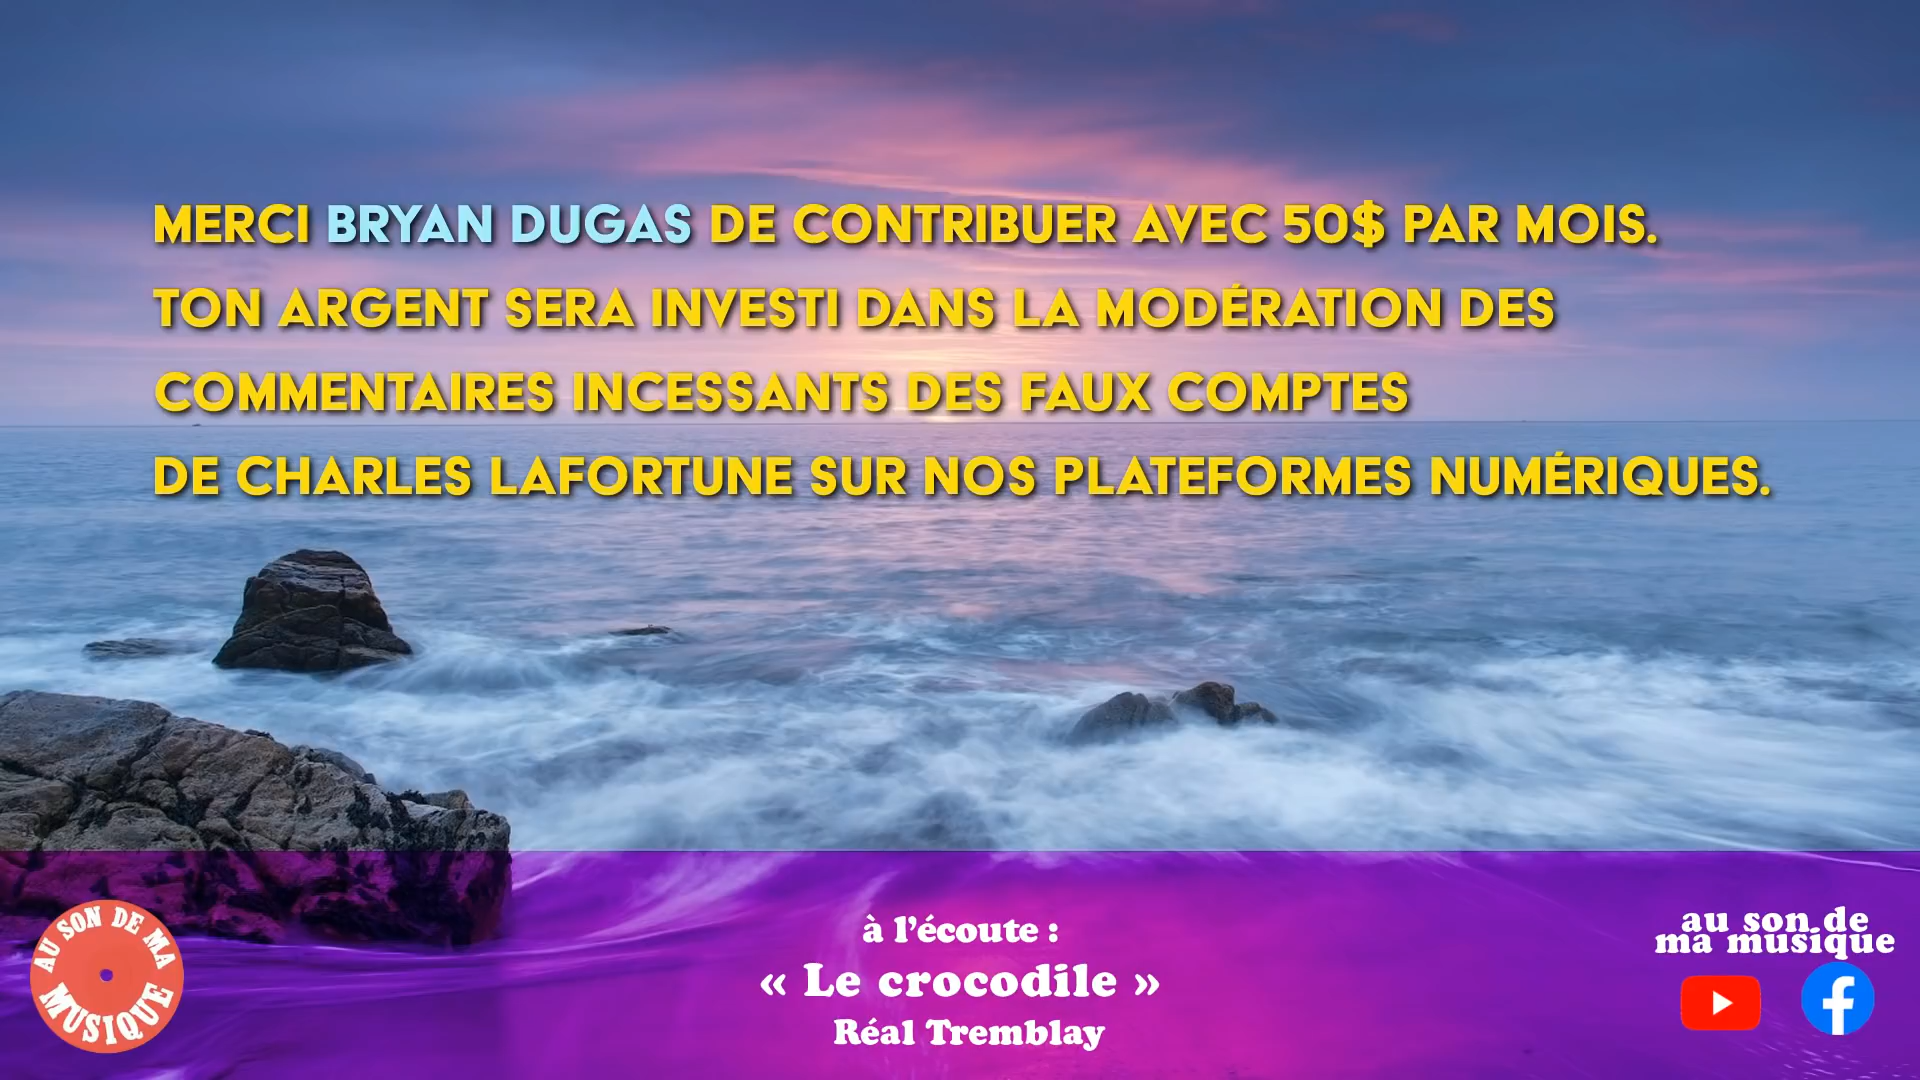 MERCI BRYAN DUGAS DE CONTRIBUER AVEC 50$ PAR MOIS.
TON ARGENT SERA INVESTI DANS LA MODÉRATION DES
COMMENTAIRES INCESSANTS DES FAUX COMPTES
DE CHARLES LAFORTUNE SUR NOS PLATEFORMES NUMÉRIQUES.
AU SON DE MA
MUSIQUE
à l'écoute :
« Le crocodile »
Réal Tremblay
au son de
ma musique